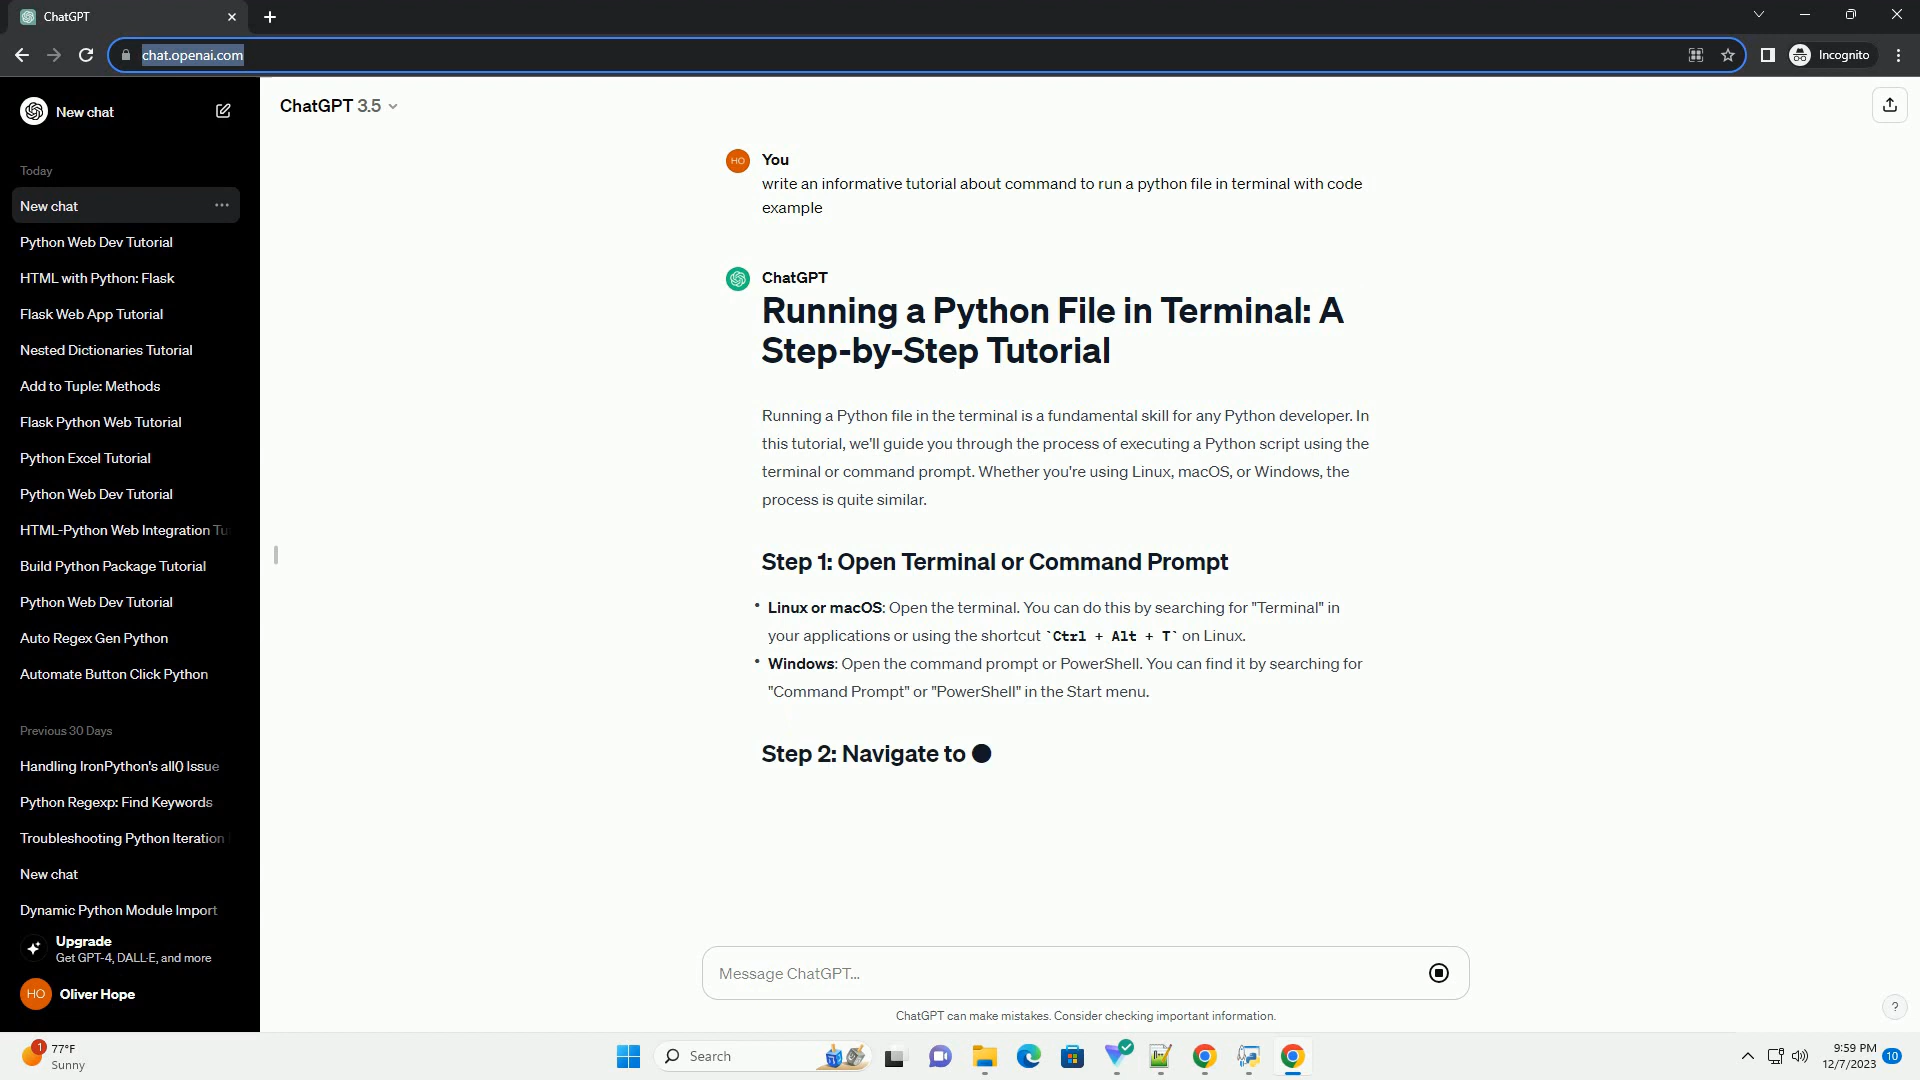 ChatGPT
chat.openai.com
Incognito
New chat
Today
New chat
Python Web Dev Tutorial
HTML with Python: Flask
Flask Web App Tutorial
Nested Dictionaries Tutorial
Add to Tuple: Methods
Flask Python Web Tutorial
Python Excel Tutorial
Python Web Dev Tutorial
HTML-Python Web Integration Tu
Build Python Package Tutorial
Python Web Dev Tutorial
Auto Regex Gen Python
Automate Button Click Python
Previous 30 Days
Handling IronPython's all() Issue
Python Regexp: Find Keywords
Troubleshooting Python Iteration
New chat
Dynamic Python Module Import
Upgrade
Get GPT-4, DALL·E, and more
HO Oliver Hope
ChatGPT 3.5
HO You
write an informative tutorial about command to run a python file in terminal with code
example
ChatGPT
Running a Python File in Terminal: A
Step-by-Step Tutorial
Running a Python file in the terminal is a fundamental skill for any Python developer. In
this tutorial, we'll guide you through the process of executing a Python script using the
terminal or command prompt. Whether you're using Linux, macOS, or Windows, the
process is quite similar.
Step 1: Open Terminal or Command Prompt
• Linux or macOS: Open the terminal. You can do this by searching for "Terminal" in
your applications or using the shortcut `Ctrl + Alt + T` on Linux.
• Windows: Open the command prompt or PowerShell. You can find it by searching for
"Command Prompt" or "PowerShell" in the Start menu.
Step 2: Navigate to
Message ChatGPT...
ChatGPT can make mistakes. Consider checking important information.
?
1
77°F
Sunny
Search
9:59 PM
12/7/2023
10